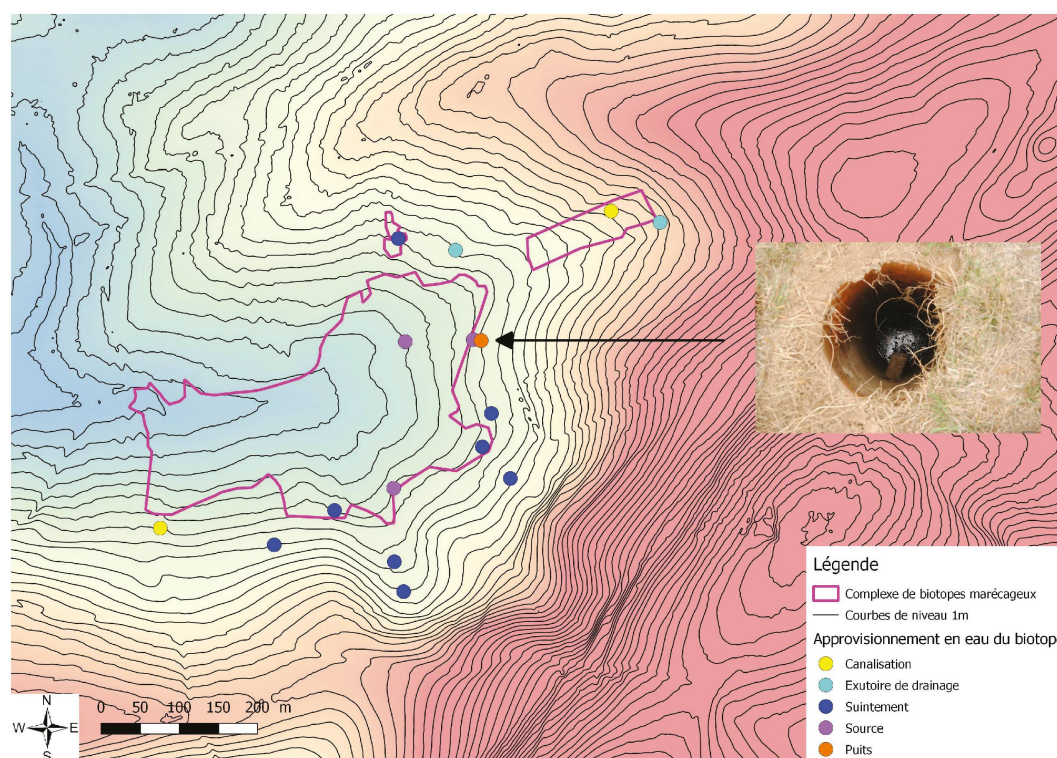 Légende
Complexe de biotopes marécageux
Courbes de niveau 1m
Approvisionnement en eau du biotop
Canalisation
Exutoire de drainage
Suintement
Source
Puits
N
W E
S
0 50 100 150 200 m